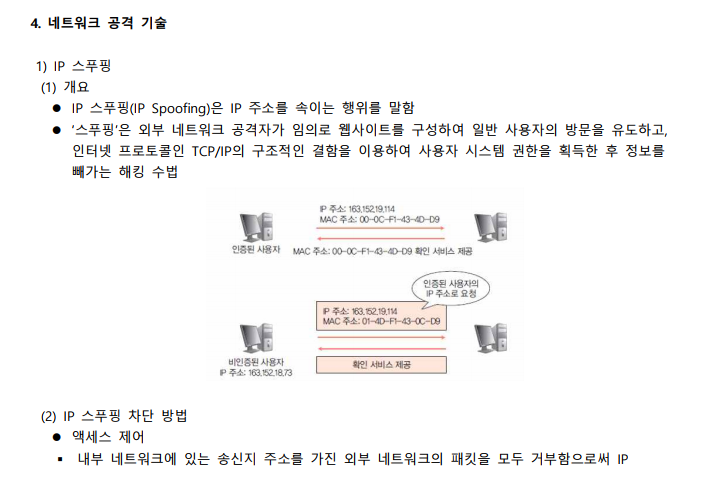 4. 네트워크 공격 기술
1) IP 스푸핑
(1) 개요
● IP 스푸핑(IP Spoofing)은 IP 주소를 속이는 행위를 말함
● '스푸핑'은 외부 네트워크 공격자가 임의로 웹사이트를 구성하여 일반 사용자의 방문을 유도하고,
인터넷 프로토콜인 TCP/IP의 구조적인 결함을 이용하여 사용자 시스템 권한을 획득한 후 정보를
빼가는 해킹 수법
IP 주소: 163,152,19,114
MAC 주소: 00-0C-F1-43-4D-D9
인증된 사용자
MAC 주소: 00-0C-F1-43-4D-D9 확인 서비스 제공
인증된 사용자의
IP 주소로 요청
IP 주소: 163,152,19,114
MAC 주소: 01-4D-F1-43-0C-D9
비인증된 사용자
IP 주소: 163,152,18,73
확인 서비스 제공
(2) IP 스푸핑 차단 방법
● 액세스 제어
▪ 내부 네트워크에 있는 송신지 주소를 가진 외부 네트워크의 패킷을 모두 거부함으로써 IP